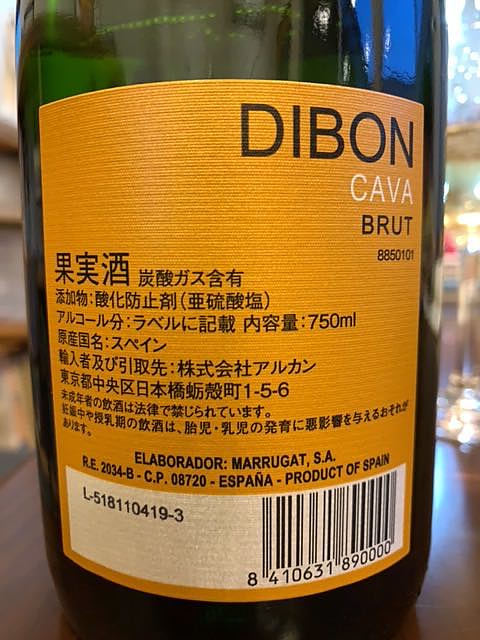 DIBON
CAVA
BRUT
8850101
果実酒 炭酸ガス含有
添加物:酸化防止剤(亜硫酸塩)
アルコール分:ラベルに記載 内容量:750ml
原産国名:スペイン
輸入者及び引取先:株式会社アルカン
東京都中央区日本橋蛎殻町1-5-6
未成年者の飲酒は法律で禁じられています。
妊娠中や授乳期の飲酒は、胎児・乳児の発育に悪影響を与えるおそれが
あります。
ELABORADOR: MARRUGAT, S.A.
R.E. 2034-B - C.P. 08720 - ESPAÑA - PRODUCT OF SPAIN
L-518110419-3
8 410631 890000